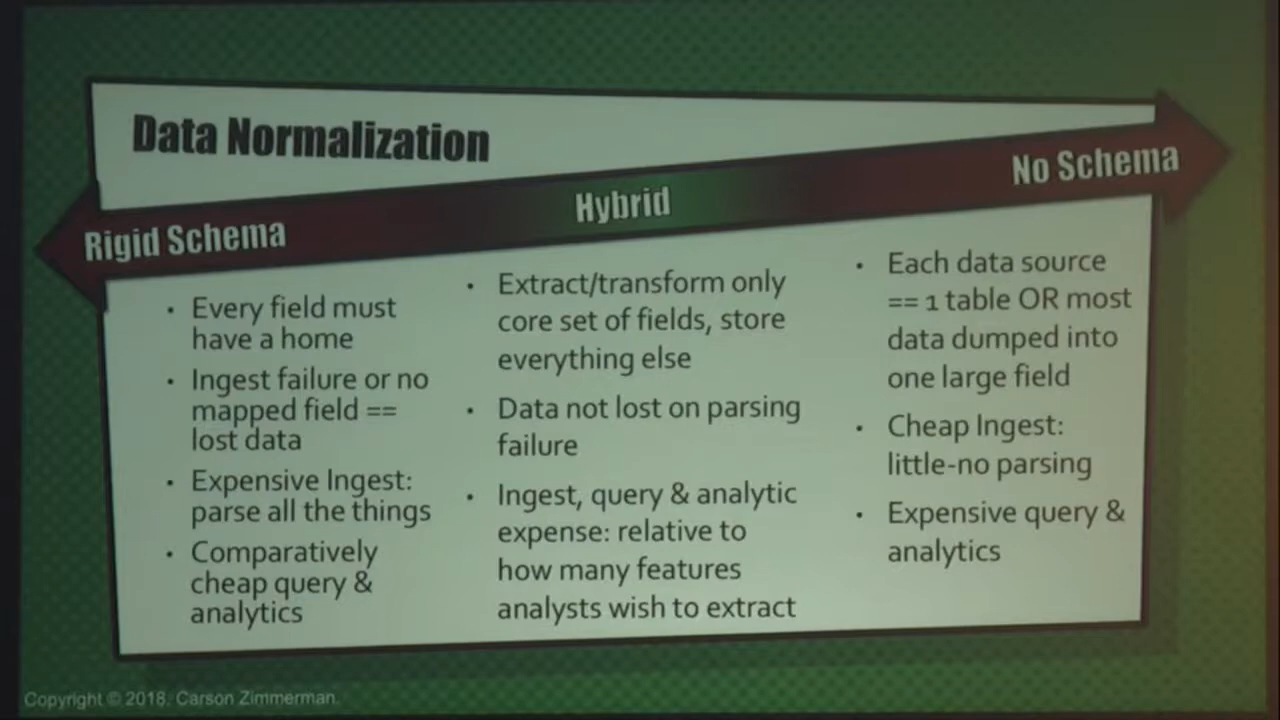 Data Normalization
Rigid Schema
Hybrid
No Schema
• Every field must
have a home
• Ingest failure or no
mapped field ==
lost data
• Expensive Ingest:
parse all the things
• Comparatively
cheap query &
analytics
• Extract/transform only
core set of fields, store
everything else
• Data not lost on parsing
failure
• Ingest, query & analytic
expense: relative to
how many features
analysts wish to extract
• Each data source
== 1 table OR most
data dumped into
one large field
• Cheap Ingest:
little-no parsing
• Expensive query &
analytics
Copyright © 2018. Carson Zimmerman.